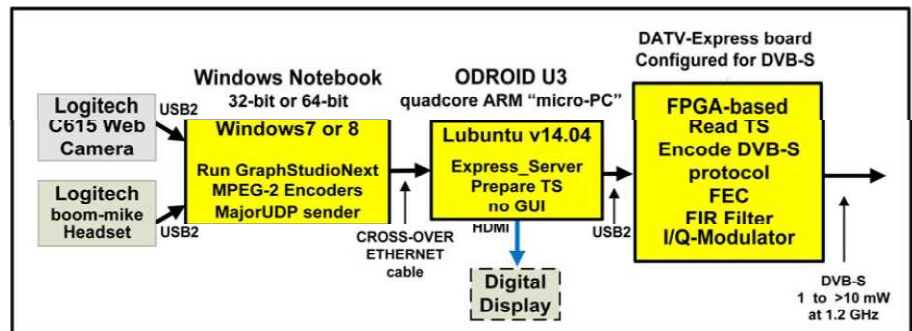 DATV-Express board
Configured for DVB-S
Windows Notebook
32-bit or 64-bit
ODROID U3
quadcore ARM “micro-PC”
Logitech
C615 Web
Camera
USB2
Logitech
boom-mike
Headset
USB2
Windows7 or 8
Run GraphStudioNext
MPEG-2 Encoders
MajorUDP sender
CROSS-OVER
ETHERNET
cable
Lubuntu v14.04
Express_Server
Prepare TS
no GUI
HDMI
Digital
Display
USB2
FPGA-based
Read TS
Encode DVB-S
protocol
FEC
FIR Filter
I/Q-Modulator
DVB-S
1 to >10 mW
at 1.2 GHz